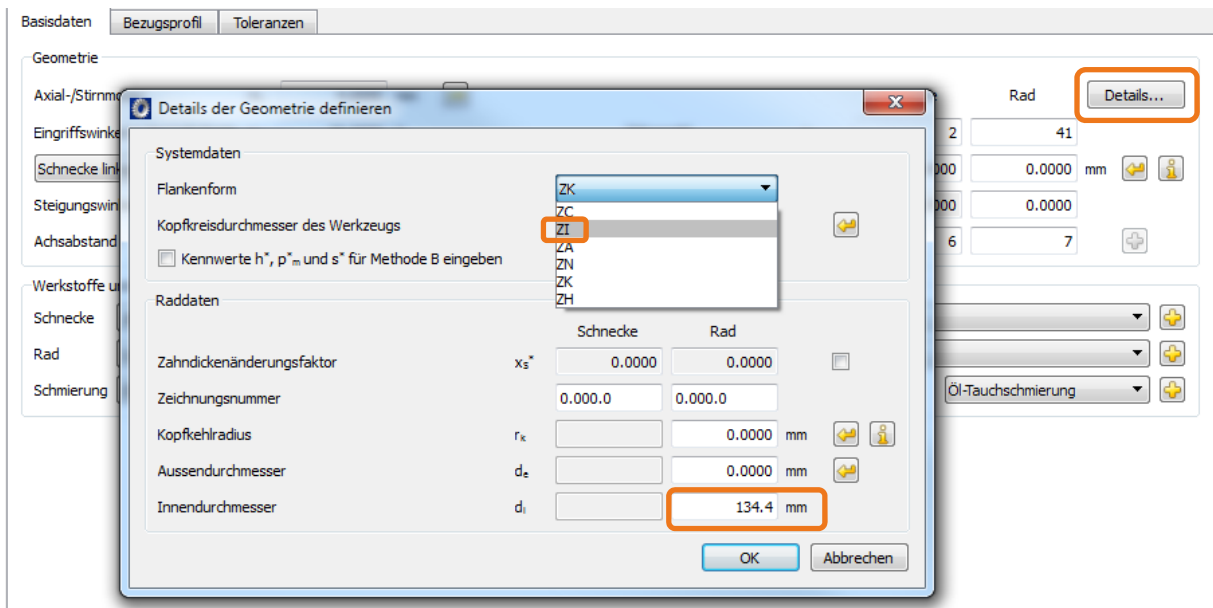 Basisdaten Bezugsprofil Toleranzen
Geometrie
Axial-/Stirnmo Rad Details...
Details der Geometrie definieren
Eingriffswinke 2 41
Systemdaten
Schnecke link 000 0.0000 mm
Flankenform ZK
Steigungswin 000 0.0000
ZC
Kopfkreisdurchmesser des Werkzeugs ZI
Achsabstand ZA 6 7
Kennwerte h*, p*m und s* für Methode B eingeben ZN
ZK
Werkstoffe u
Raddaten ZH
Schnecke
Schnecke Rad
Rad
Zahndickenänderungsfaktor xs* 0.0000 0.0000
Schmierung Öl-Tauchschmierung
Zeichnungsnummer 0.000.0 0.000.0
Kopfkehlradius rk 0.0000 mm
Aussendurchmesser de 0.0000 mm
Innendurchmesser di 134.4 mm
OK Abbrechen